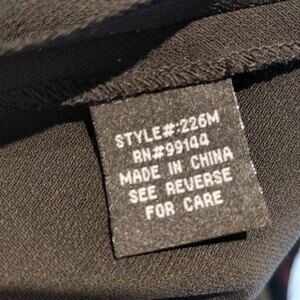 STYLE#:226M
RN#99144
MADE IN CHINA
SEE REVERSE
FOR CARE